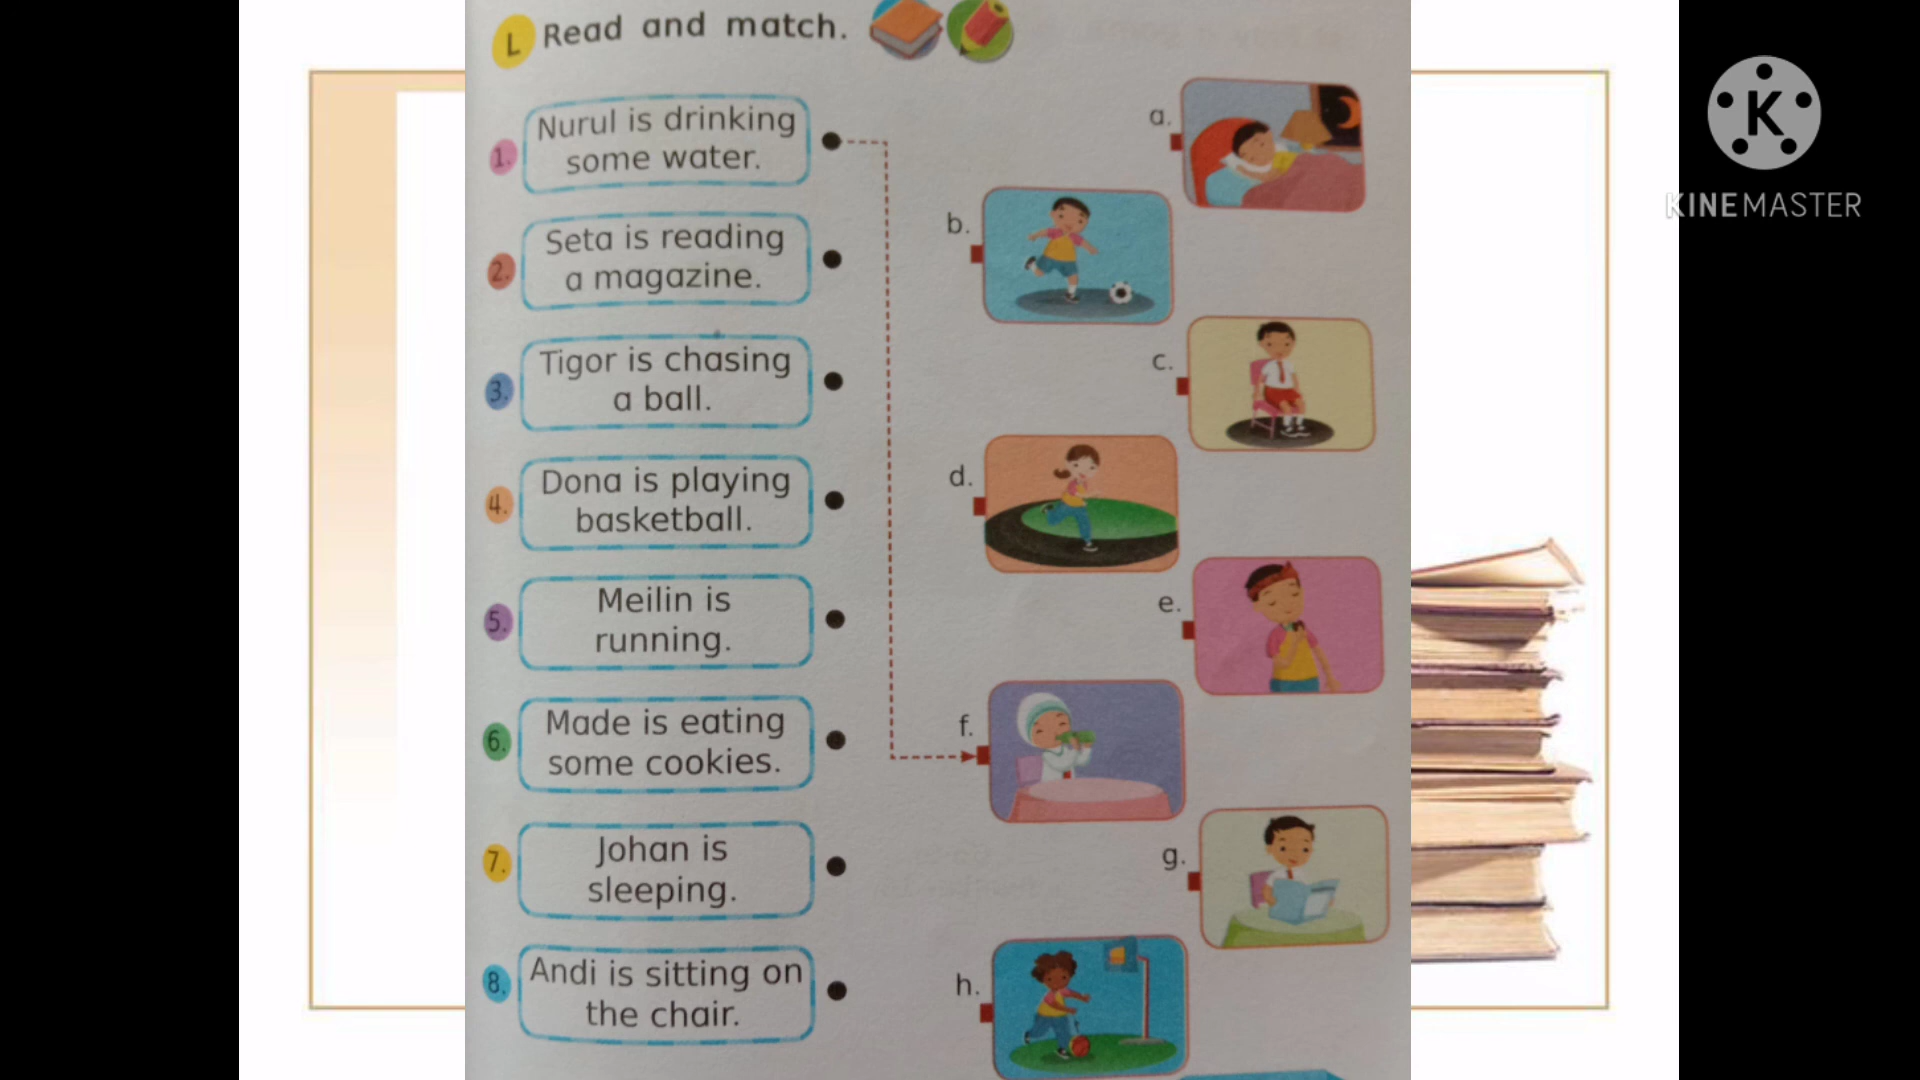 L Read and match.
1. Nurul is drinking
some water.
2. Seta is reading
a magazine.
3. Tigor is chasing
a ball.
4. Dona is playing
basketball.
5. Meilin is
running.
6. Made is eating
some cookies.
7. Johan is
sleeping.
8. Andi is sitting on
the chair.
a.
b.
c.
d.
e.
f.
g.
h.
K
KINEMASTER